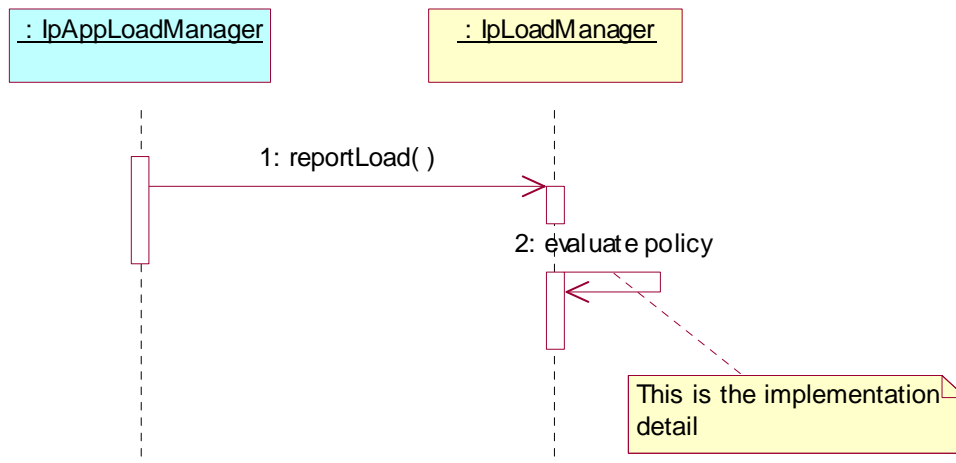 : IpAppLoadManager
: IpLoadManager
1: reportLoad( )
2: evaluate policy
This is the implementation
detail